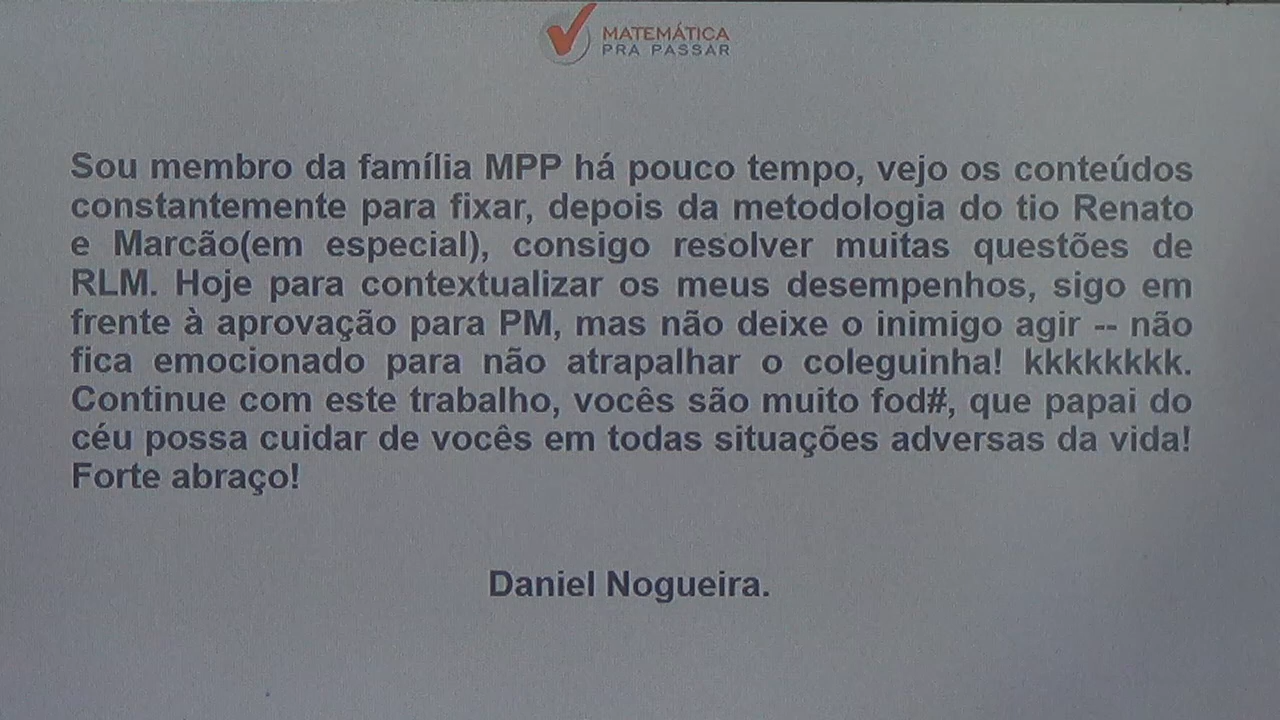 MATEMÁTICA
PRA PASSAR
Sou membro da família MPP há pouco tempo, vejo os conteúdos
constantemente para fixar, depois da metodologia do tio Renato
e Marcão(em especial), consigo resolver muitas questões de
RLM. Hoje para contextualizar os meus desempenhos, sigo em
frente à aprovação para PM, mas não deixe o inimigo agir -- não
fica emocionado para não atrapalhar o coleguinha! kkkkkkkk.
Continue com este trabalho, vocês são muito fod#, que papai do
céu possa cuidar de vocês em todas situações adversas da vida!
Forte abraço!
Daniel Nogueira.